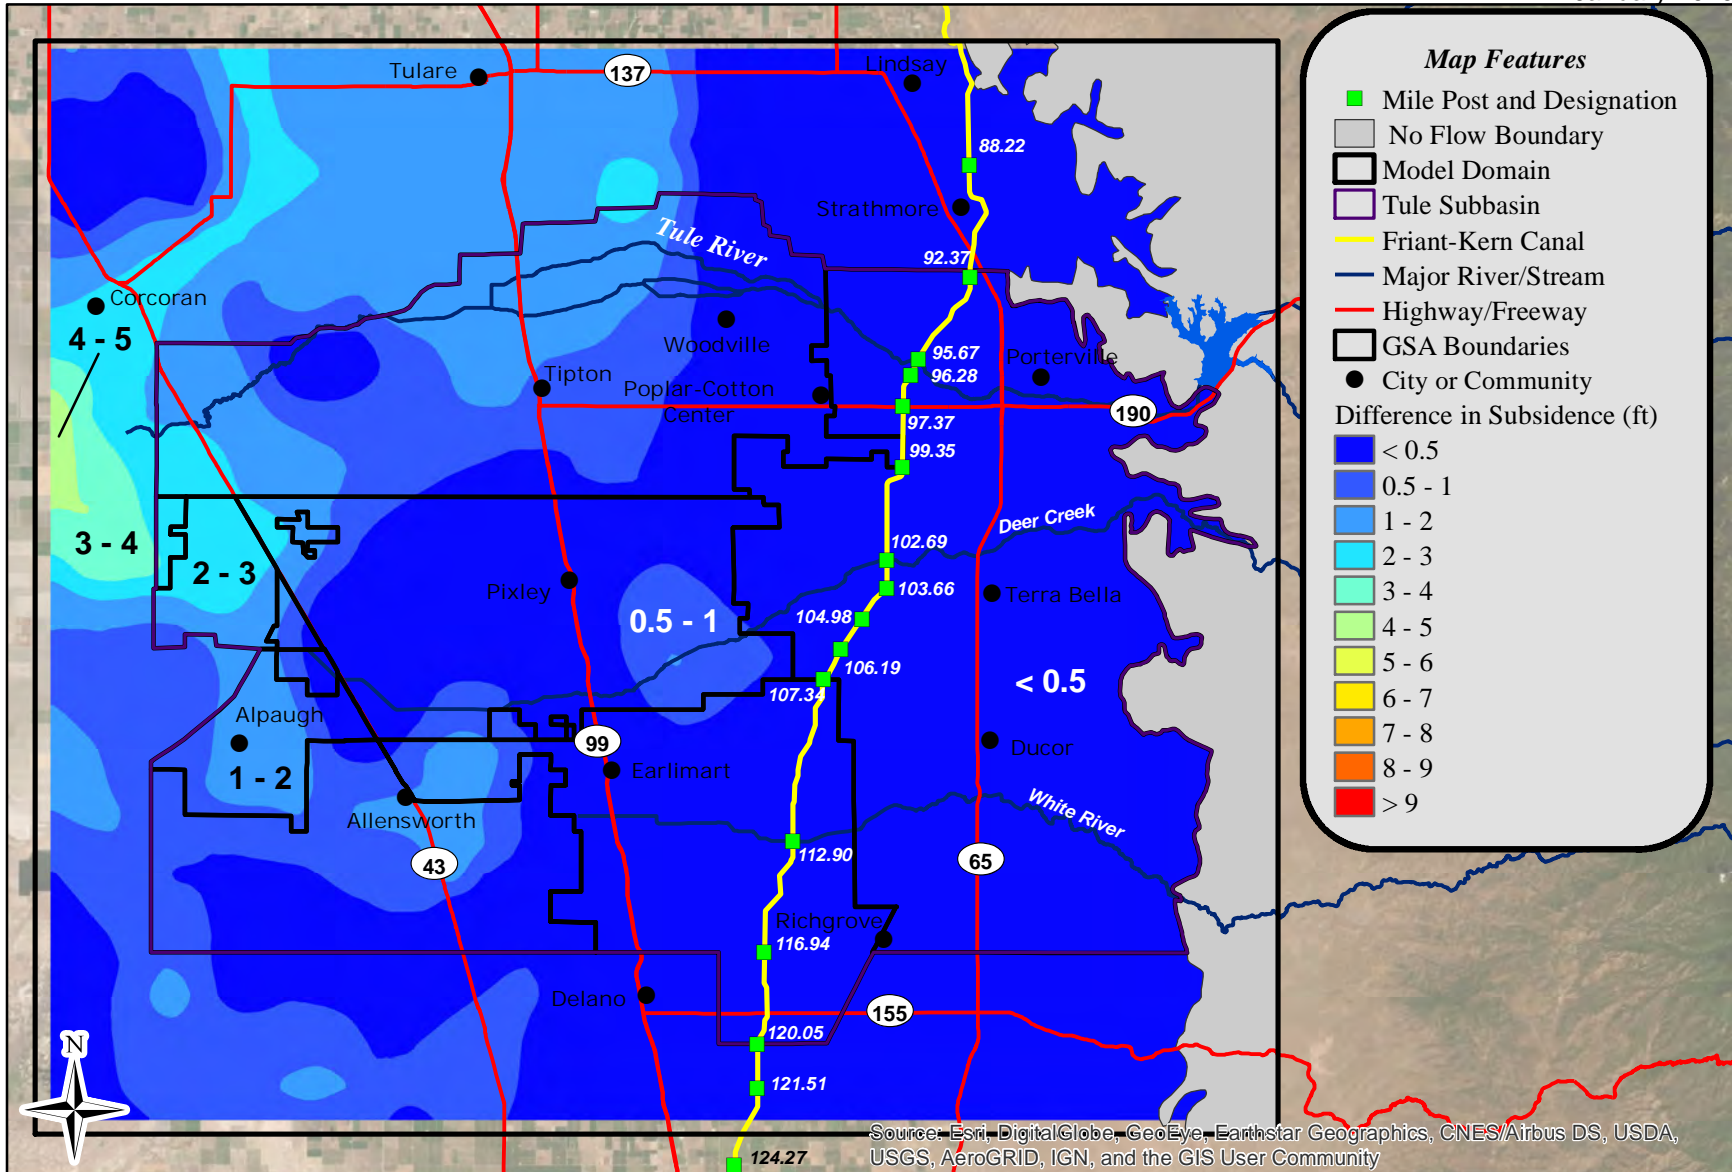 Tulare
137
Lindsay
88.22
Strathmore
Tule River
92.37
Corcoran
4 - 5
Woodville
95.67
96.28
Porterville
Tipton
Poplar-Cotton
Center
97.37
190
99.35
3 - 4
2 - 3
Deer Creek
102.69
Pixley
103.66
Terra Bella
0.5 - 1
104.98
106.19
< 0.5
107.34
Alpaugh
99
Ducor
1 - 2
Earlimart
Allensworth
White River
43
112.90
65
Richgrove
116.94
Delano
155
120.05
N
121.51
124.27
Map Features
Mile Post and Designation
No Flow Boundary
Model Domain
Tule Subbasin
Friant-Kern Canal
Major River/Stream
Highway/Freeway
GSA Boundaries
City or Community
Difference in Subsidence (ft)
< 0.5
0.5 - 1
1 - 2
2 - 3
3 - 4
4 - 5
5 - 6
6 - 7
7 - 8
8 - 9
> 9
Source: Esri, DigitalGlobe, GeoEye, Earthstar Geographics, CNES/Airbus DS, USDA,
USGS, AeroGRID, IGN, and the GIS User Community